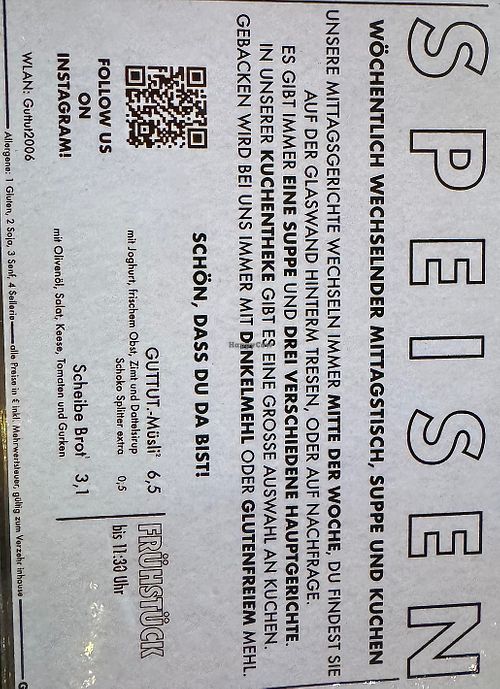 SPEISEN
WÖCHENTLICH WECHSELNDER MITTAGSTISCH, SUPPE UND KUCHEN
UNSERE MITTAGSGERICHTE WECHSELN IMMER MITTE DER WOCHE, DU FINDEST SIE
AUF DER GLASWAND HINTERM TRESEN, ODER AUF NACHFRAGE.
ES GIBT IMMER EINE SUPPE UND DREI VERSCHIEDENE HAUPTGERICHTE.
IN UNSERER KUCHENTHEKE GIBT ES EINE GROSSE AUSWAHL AN KUCHEN.
GEBACKEN WIRD BEI UNS IMMER MIT DINKELMEHL ODER GLUTENFREIEM MEHL.
SCHÖN, DASS DU DA BIST!
FRÜHSTÜCK
bis 11:30 Uhr
GUTTUT.-Müsli² 6,5
mit Joghurt, frischem Obst, Zimt und Dattelsirup
Schoko Splitter extra 0,5
Scheibe Brot¹ 3,1
mit Olivenöl, Salat, Keese, Tomaten und Gurken
FOLLOW US
ON
INSTAGRAM!
WLAN: Guttut2006
Allergene: 1 Gluten, 2 Soja, 3 Senf, 4 Sellerie
alle Preise in € inkl. Mehrwertsteuer, gültig zum Verzehr Inhouse
G
HappyCow